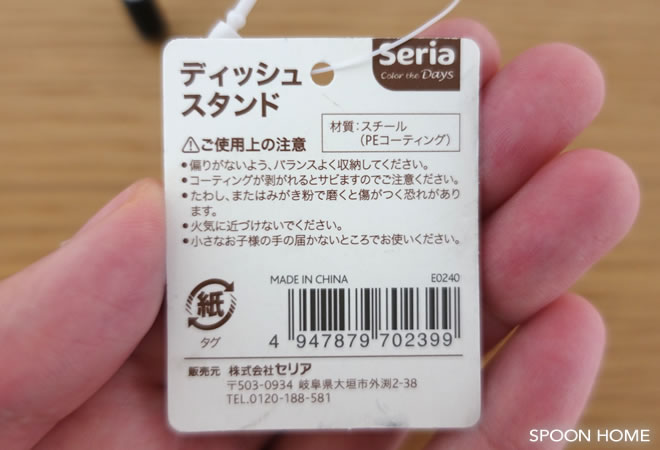 Seria
Color the Days
ディッシュ
スタンド
材質：スチール
（PEコーティング）
⚠ご使用上の注意
●偏りがないよう、バランスよく収納してください。
●コーティングが剥がれるとサビますのでご注意ください。
●たわし、またはみがき粉で磨くと傷がつく恐れがあり
ます。
●火気に近づけないでください。
●小さなお子様の手の届かないところでお使いください。
MADE IN CHINA E0240
紙
タグ
4 947879 702399
販売元 株式会社セリア
〒503-0934 岐阜県大垣市外渕2-38
TEL.0120-188-581
SPOON HOME